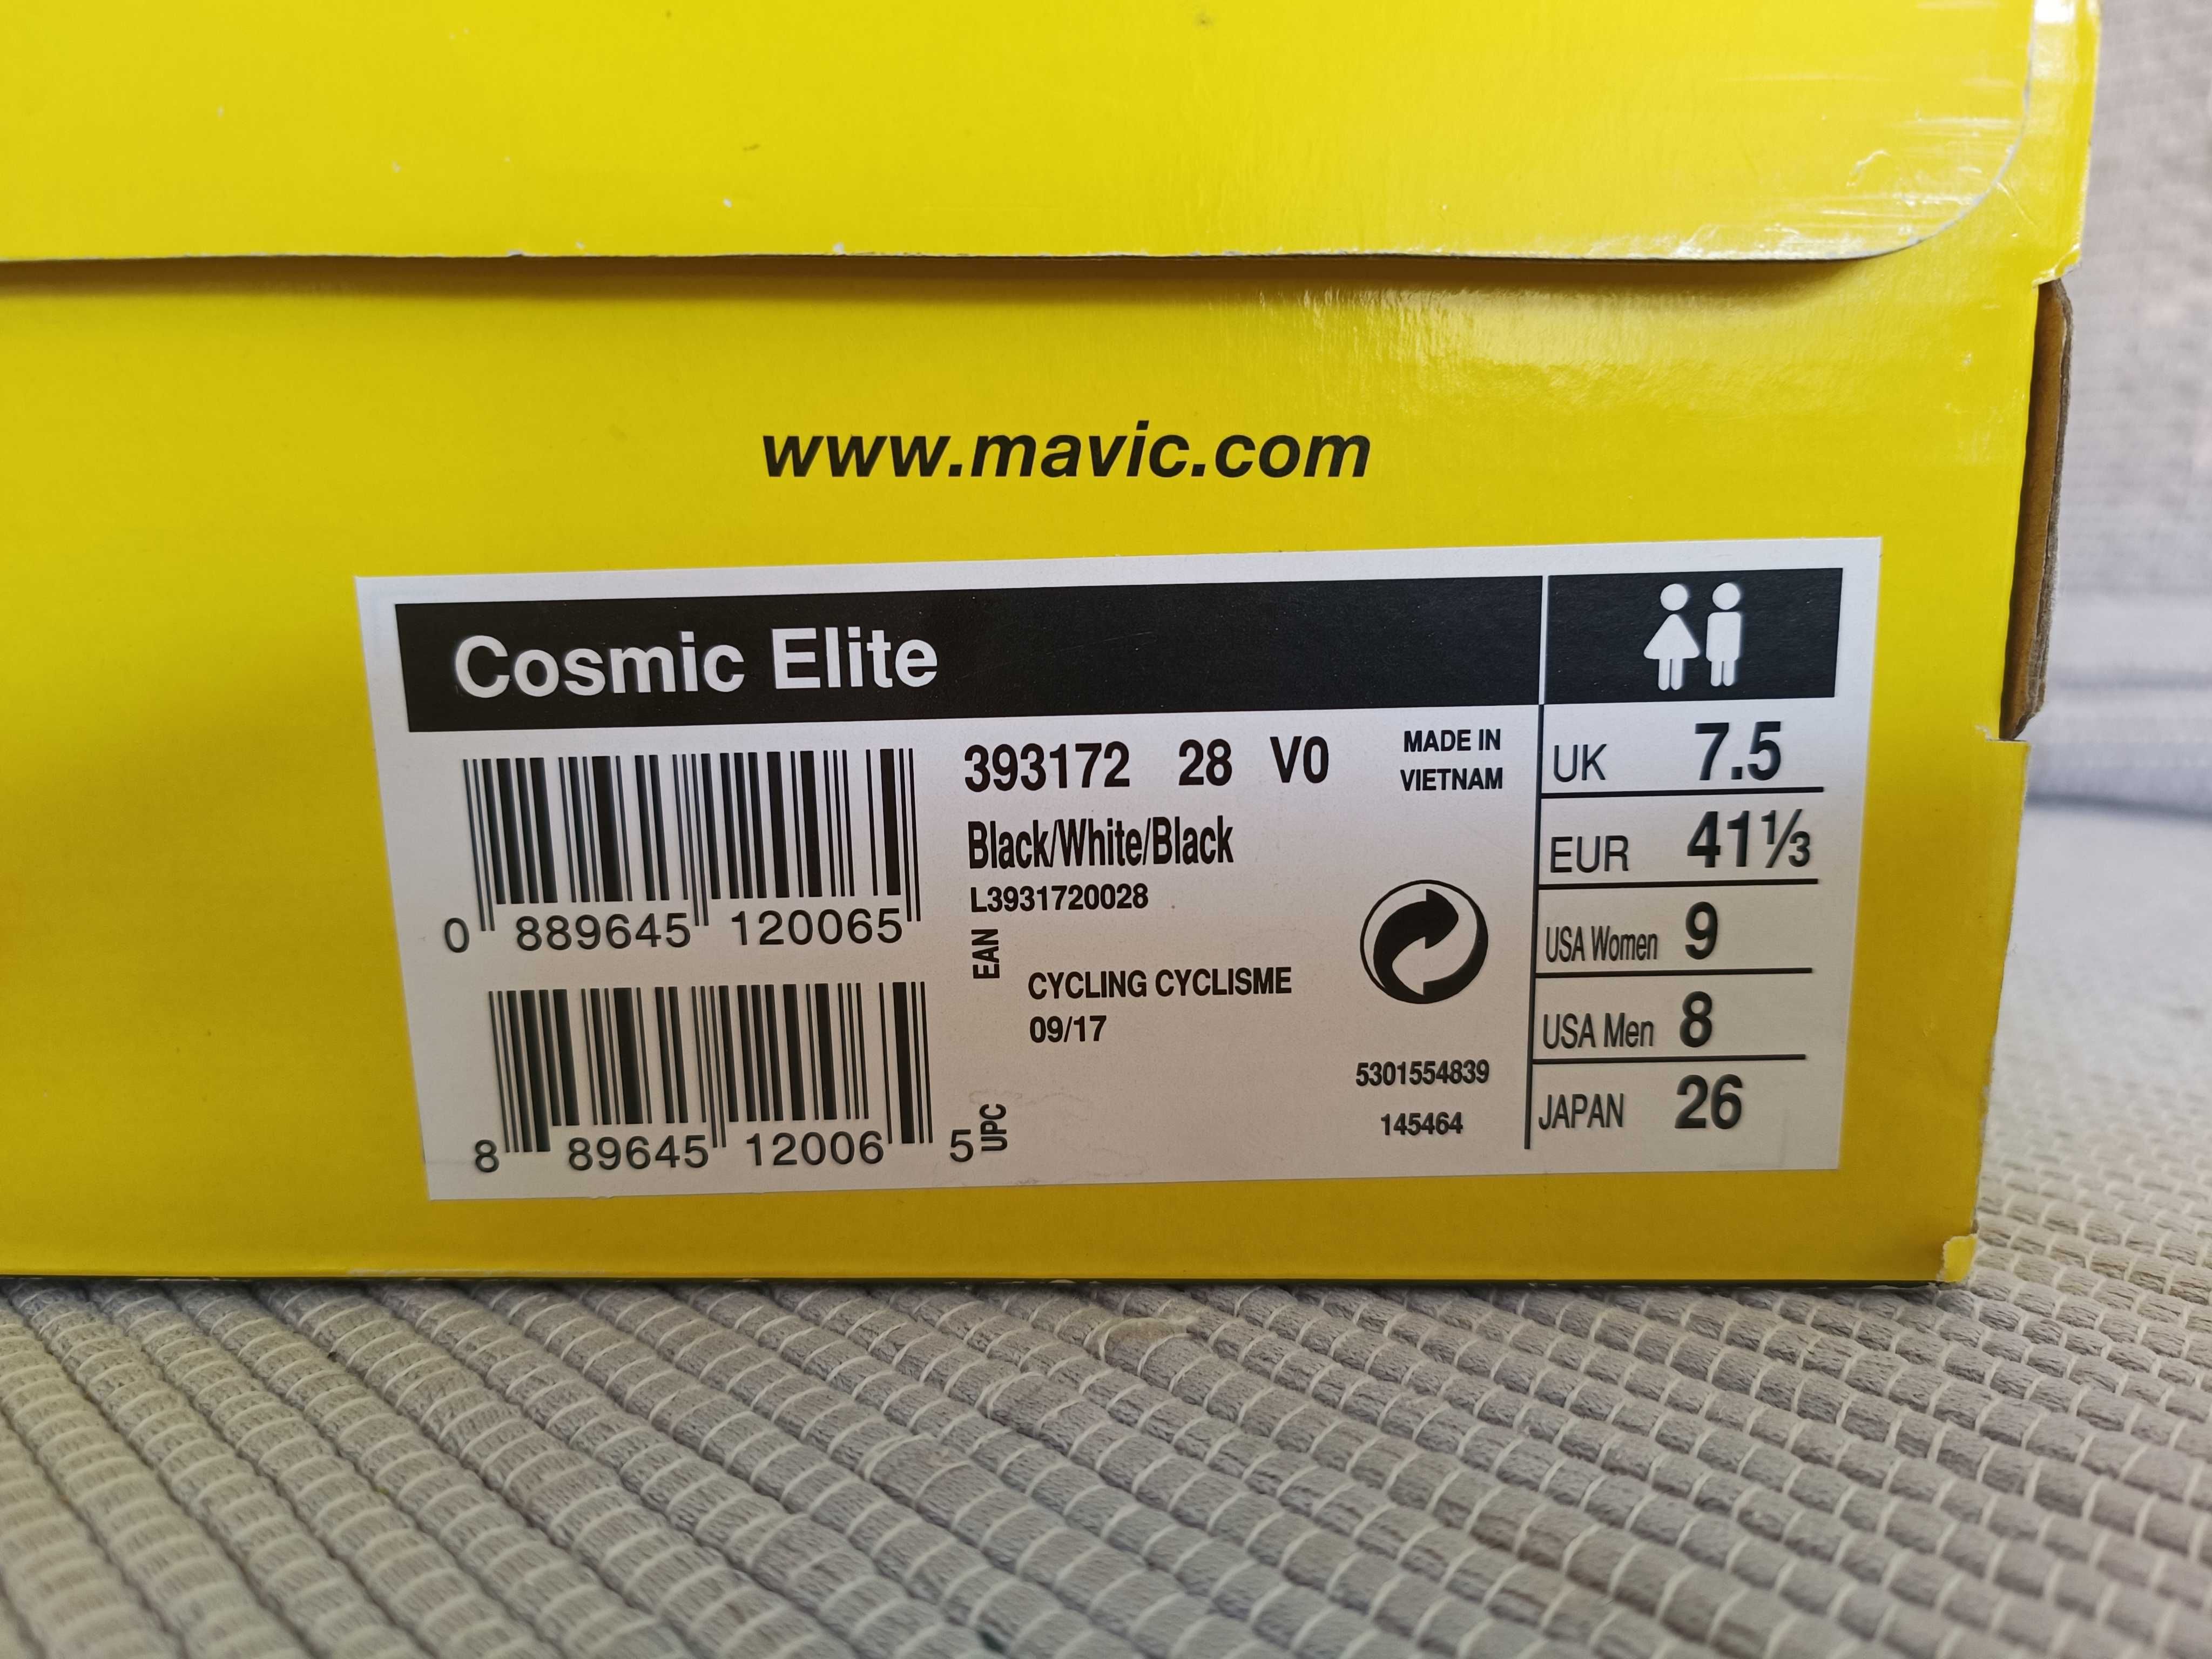 www.mavic.com
Cosmic Elite
393172 28 V0
Black/White/Black
L3931720028
MADE IN
VIETNAM
0 889645 120065
EAN
CYCLING CYCLISME
09/17
8 89645 12006 5
UPC
5301554839
145464
UK 7.5
EUR 41⅓
USA Women 9
USA Men 8
JAPAN 26